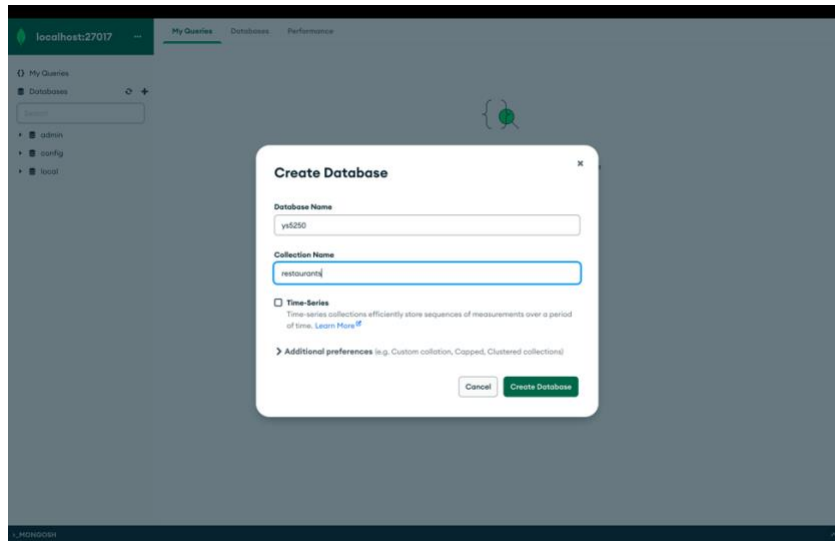 localhost:27017 ...
My Queries Databases Performance
{} My Queries
Databases
Search
admin
config
local
Create Database
Database Name
ys5250
Collection Name
restaurants
Time-Series
Time-series collections efficiently store sequences of measurements over a period
of time. Learn More
Additional preferences (e.g. Custom collation, Capped, Clustered collections)
Cancel Create Database
>_MONGOSH